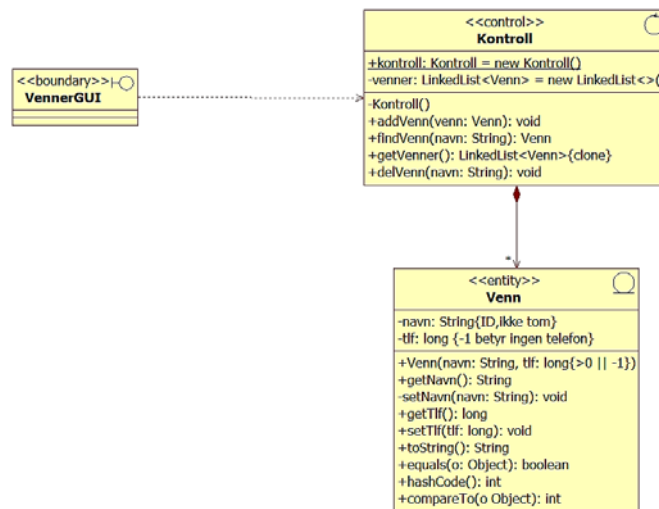 <<control>>
Kontroll
+kontroll: Kontroll = new Kontroll()
-venner: LinkedList<Venn> = new LinkedList<>(
-Kontroll()
+addVenn(venn: Venn): void
+findVenn(navn: String): Venn
+getVenner(): LinkedList<Venn>{clone}
+delVenn(navn: String): void
<<boundary>>
VennerGUI
*
<<entity>>
Venn
-navn: String{ID,ikke tom}
-tlf: long {-1 betyr ingen telefon}
+Venn(navn: String, tlf: long{>0 || -1})
+getNavn(): String
-setNavn(navn: String): void
+getTlf(): long
+setTlf(tlf: long): void
+toString(): String
+equals(o: Object): boolean
+hashCode(): int
+compareTo(o Object): int